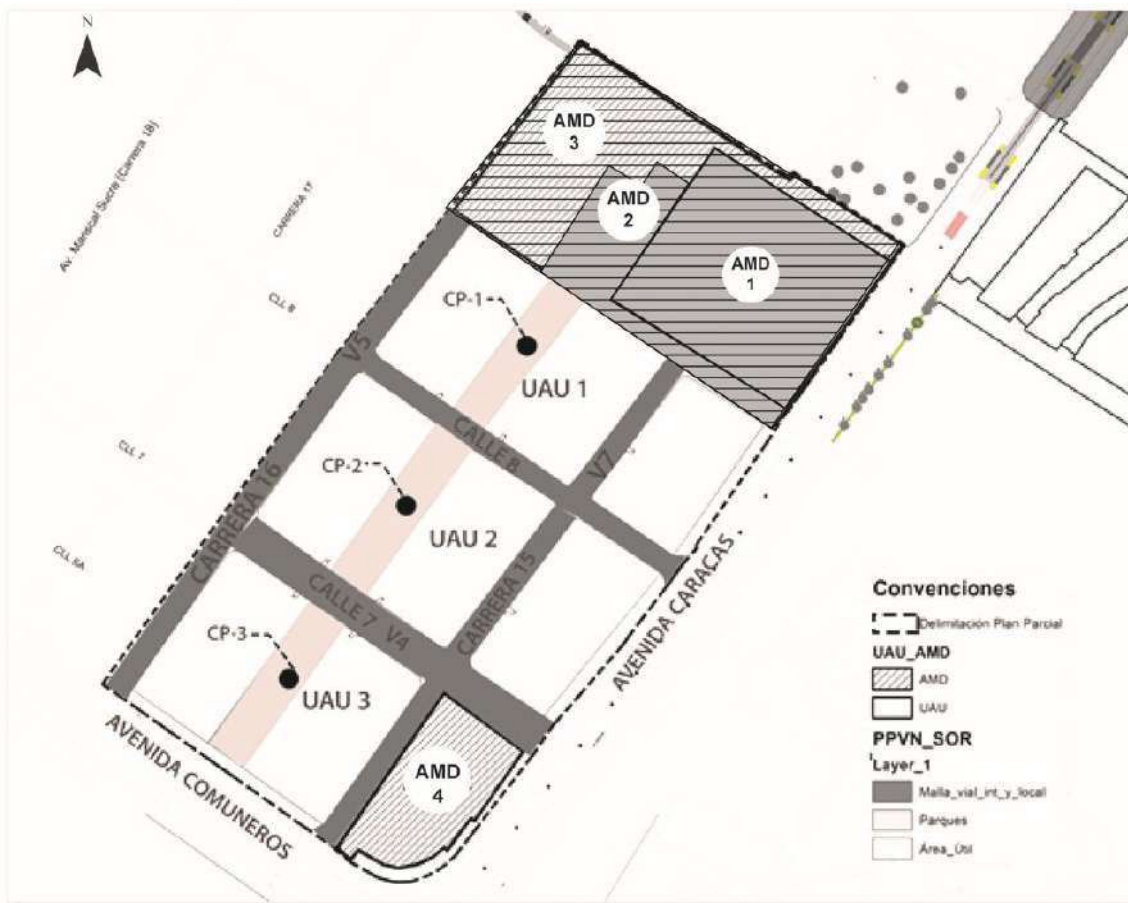 N
Av. Mariscal Sucre (Carrera 18)
CARRERA 17
CLL 8
CLL 7
CLL 6A
AMD
3
AMD
2
AMD
1
CP-1
V5
UAU 1
CALLE 8
V7
CP-2
UAU 2
CARRERA 16
CARRERA 15
CALLE 7 V4
AVENIDA CARACAS
CP-3
UAU 3
AMD
4
AVENIDA COMUNEROS
Convenciones
Delimitación Plan Parcial
UAU_AMD
AMD
UAU
PPVN_SOR
Layer_1
Malla_vial_int_y_local
Parques
Área_Útil